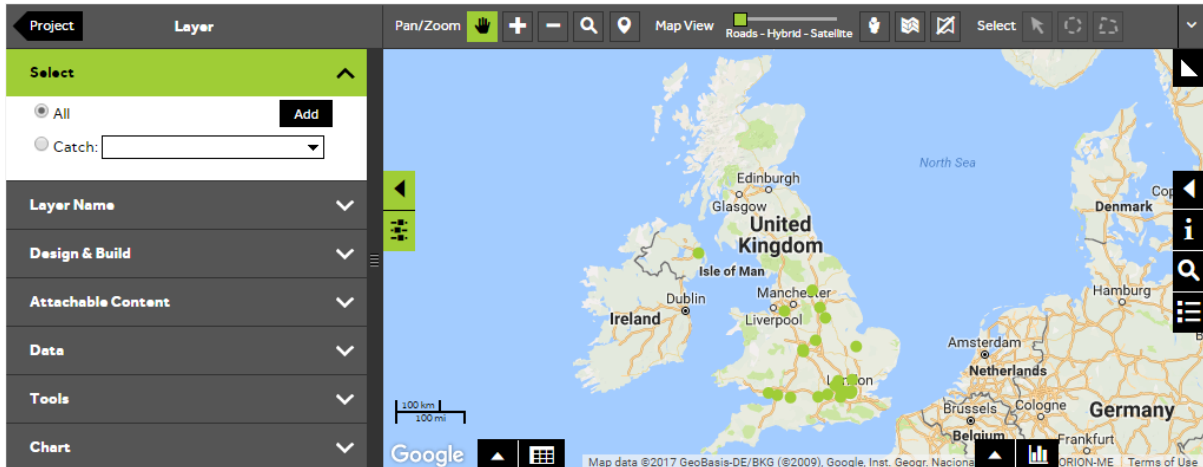 Project
Layer
Pan/Zoom
Map View
Roads - Hybrid - Satellite
Select
Select
All
Add
Catch:
Layer Name
Design & Build
Attachable Content
Data
Tools
Chart
North Sea
Edinburgh
Glasgow
United
Kingdom
Denmark
Isle of Man
Dublin
Manchester
Hamburg
Ireland
Liverpool
Amsterdam
Netherlands
London
100 km
100 mi
Brussels
Cologne
Germany
Belgium
Frankfurt
Google
Map data ©2017 GeoBasis-DE/BKG (©2009), Google, Inst. Geogr. Naciona
ORION-ME
Terms of Use